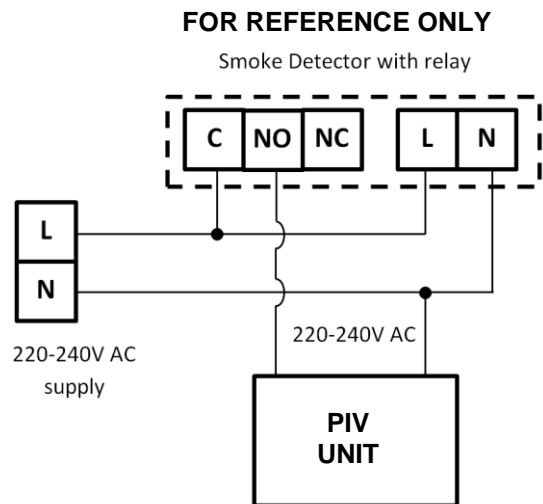 FOR REFERENCE ONLY
Smoke Detector with relay
C NO NC L N
L
N
220-240V AC
supply
220-240V AC
PIV
UNIT